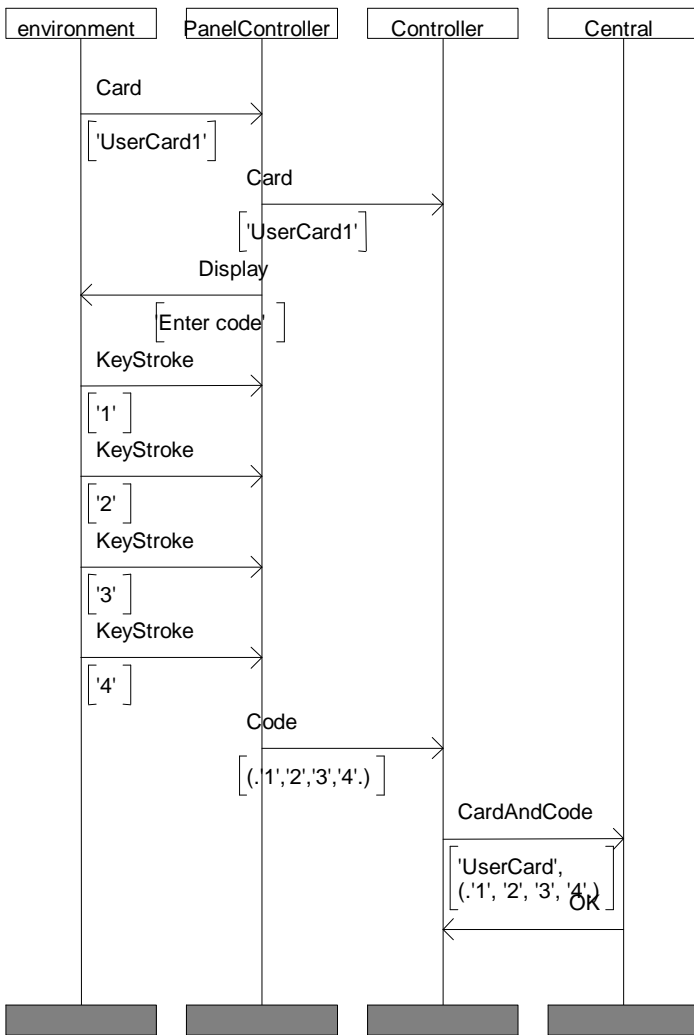 environment
PanelController
Controller
Central
Card
['UserCard1']
Card
['UserCard1']
Display
['Enter code' ]
KeyStroke
['1' ]
KeyStroke
['2' ]
KeyStroke
['3' ]
KeyStroke
['4' ]
Code
[(.'1','2','3','4'.) ]
CardAndCode
'UserCard',
(.'1', '2', '3', '4'.)
OK